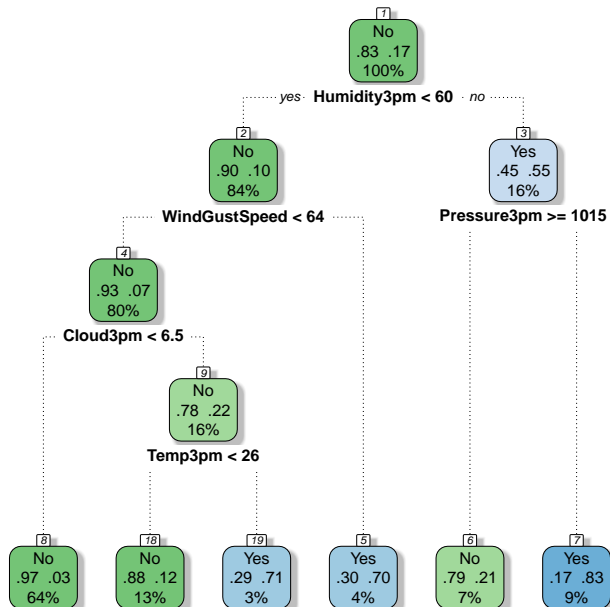 1
No
.83 .17
100%
yes Humidity3pm < 60 no
2
No
.90 .10
84%
3
Yes
.45 .55
16%
WindGustSpeed < 64
Pressure3pm >= 1015
4
No
.93 .07
80%
Cloud3pm < 6.5
9
No
.78 .22
16%
Temp3pm < 26
8
No
.97 .03
64%
18
No
.88 .12
13%
19
Yes
.29 .71
3%
5
Yes
.30 .70
4%
6
No
.79 .21
7%
7
Yes
.17 .83
9%